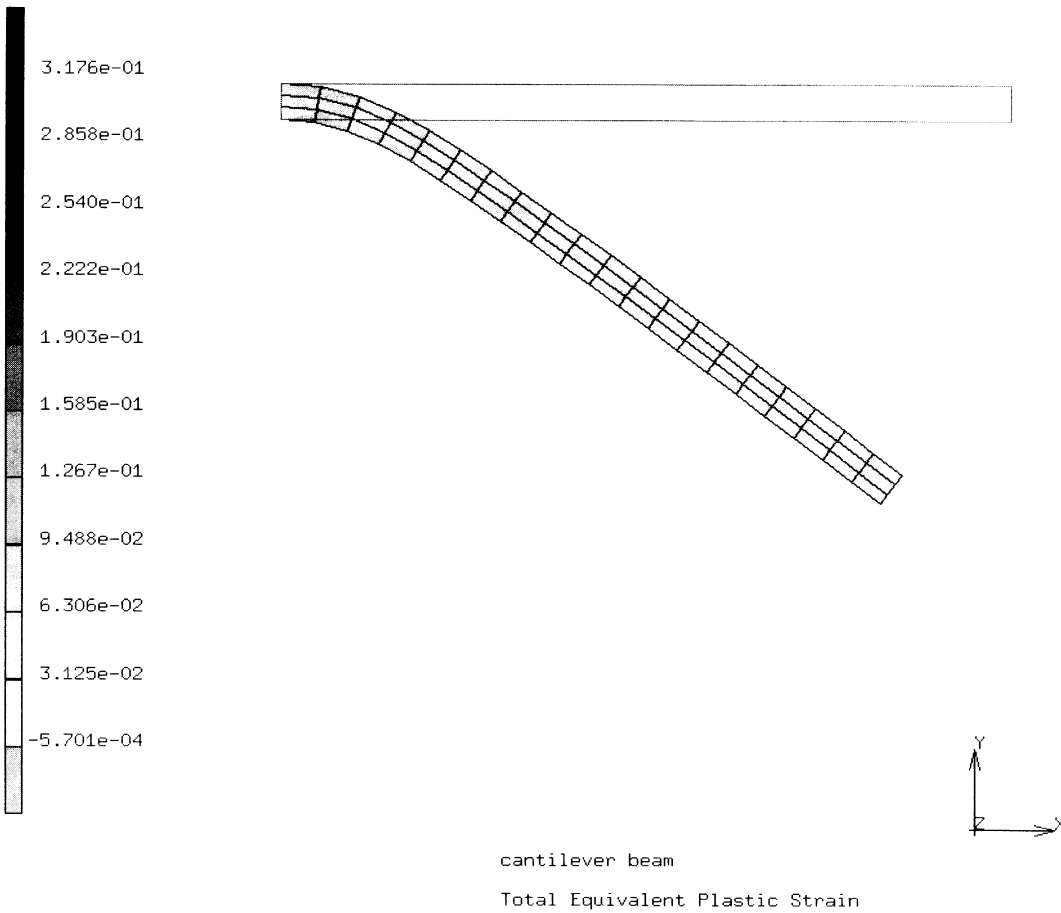 3.176e-01
2.858e-01
2.540e-01
2.222e-01
1.903e-01
1.585e-01
1.267e-01
9.488e-02
6.306e-02
3.125e-02
-5.701e-04
Y
Z
X
cantilever beam
Total Equivalent Plastic Strain